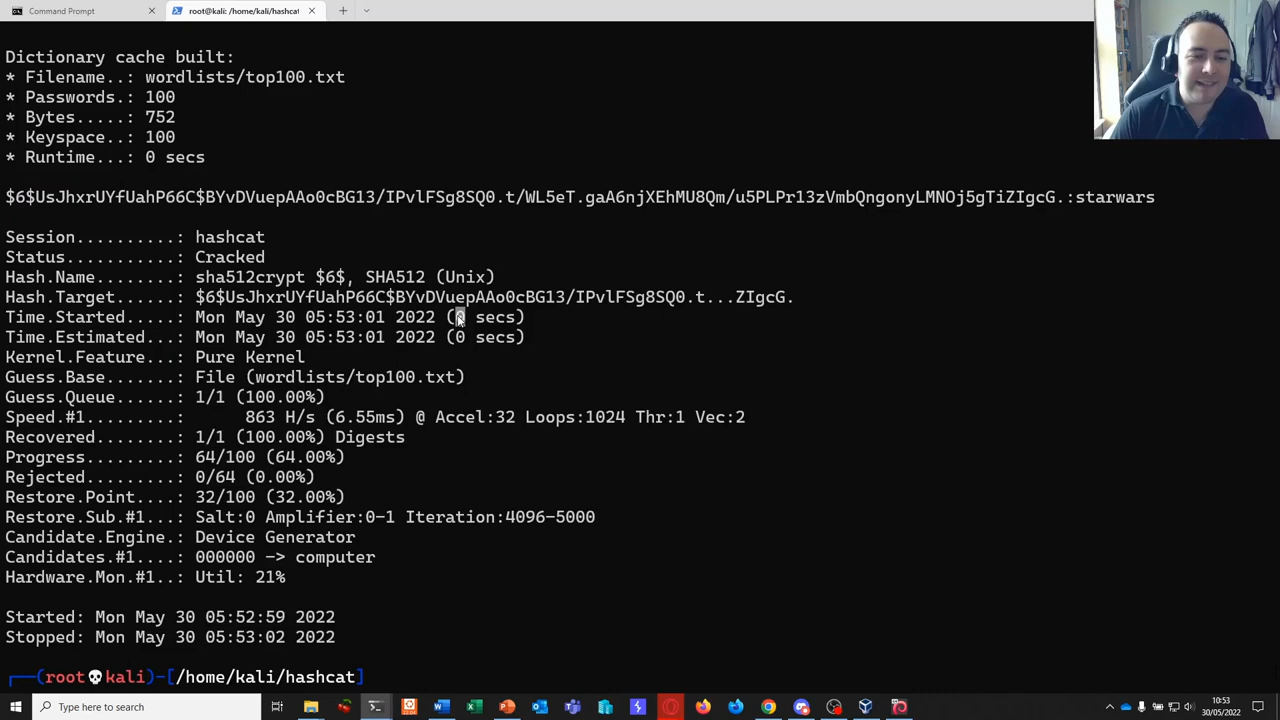 Command Prompt
root@kali: /home/kali/hashcat
Dictionary cache built:
* Filename..: wordlists/top100.txt
* Passwords.: 100
* Bytes.....: 752
* Keyspace..: 100
* Runtime...: 0 secs
$6$UsJhxrUYfUahP66C$BYvDVuepAAo0cBG13/IPvlFSg8SQ0.t/WL5eT.gaA6njXEhMU8Qm/u5PLPr13zVmbQngonyLMNOj5gTiZIgcG.:starwars
Session..........: hashcat
Status...........: Cracked
Hash.Name........: sha512crypt $6$, SHA512 (Unix)
Hash.Target......: $6$UsJhxrUYfUahP66C$BYvDVuepAAo0cBG13/IPvlFSg8SQ0.t...ZIgcG.
Time.Started.....: Mon May 30 05:53:01 2022 (0 secs)
Time.Estimated...: Mon May 30 05:53:01 2022 (0 secs)
Kernel.Feature...: Pure Kernel
Guess.Base.......: File (wordlists/top100.txt)
Guess.Queue......: 1/1 (100.00%)
Speed.#1.........:      863 H/s (6.55ms) @ Accel:32 Loops:1024 Thr:1 Vec:2
Recovered........: 1/1 (100.00%) Digests
Progress.........: 64/100 (64.00%)
Rejected.........: 0/64 (0.00%)
Restore.Point....: 32/100 (32.00%)
Restore.Sub.#1...: Salt:0 Amplifier:0-1 Iteration:4096-5000
Candidate.Engine.: Device Generator
Candidates.#1....: 000000 -> computer
Hardware.Mon.#1..: Util: 21%
Started: Mon May 30 05:52:59 2022
Stopped: Mon May 30 05:53:02 2022
┌──(root💀kali)-[/home/kali/hashcat]
Type here to search
10:53
30/05/2022